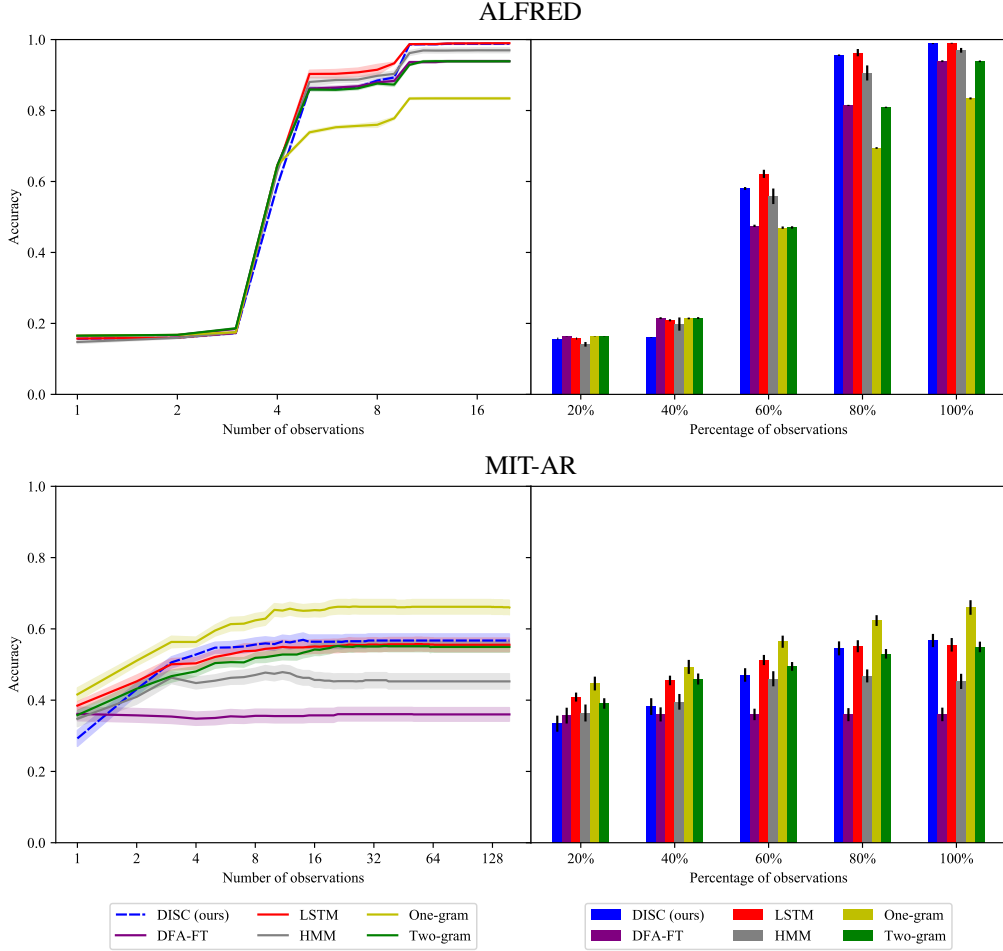 ALFRED
1.0
0.8
0.6
0.4
0.2
0.0
Accuracy
1 2 4 8 16
Number of observations
20% 40% 60% 80% 100%
Percentage of observations
MIT-AR
1.0
0.8
0.6
0.4
0.2
0.0
Accuracy
1 2 4 8 16 32 64 128
Number of observations
20% 40% 60% 80% 100%
Percentage of observations
DISC (ours) LSTM One-gram
DFA-FT HMM Two-gram
DISC (ours) LSTM One-gram
DFA-FT HMM Two-gram